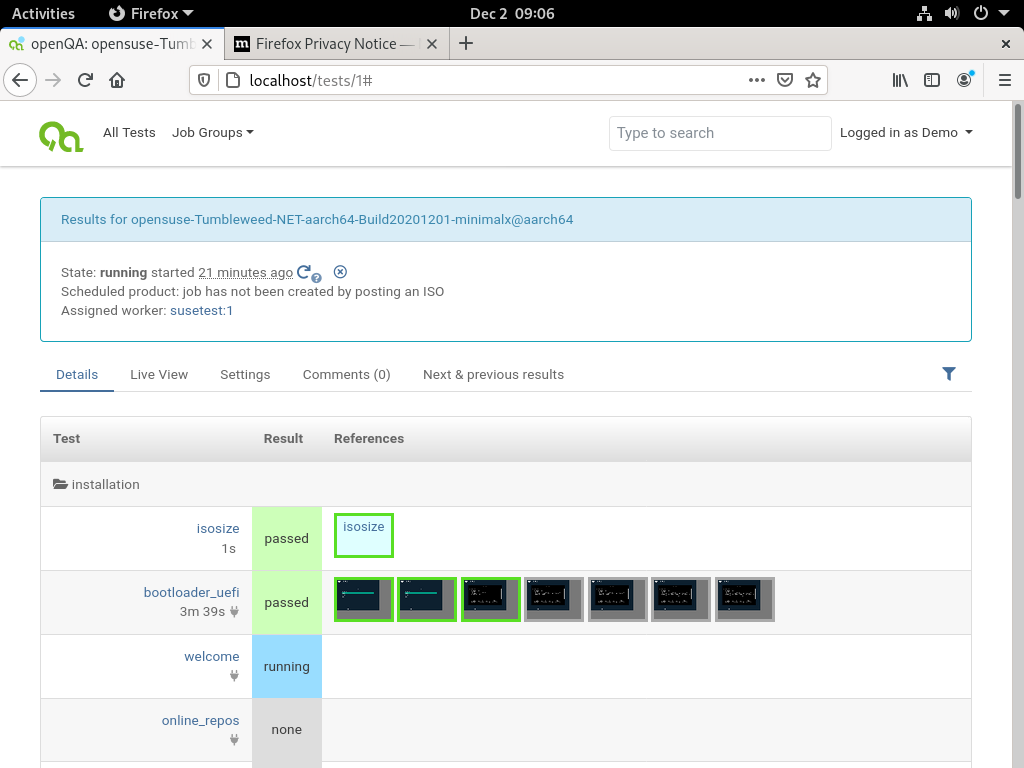 Activities
Firefox
Dec 2 09:06
openQA: opensuse-Tumb
Firefox Privacy Notice —
localhost/tests/1#
All Tests
Job Groups
Type to search
Logged in as Demo
Results for opensuse-Tumbleweed-NET-aarch64-Build20201201-minimalx@aarch64
State: running started 21 minutes ago
Scheduled product: job has not been created by posting an ISO
Assigned worker: susetest:1
Details
Live View
Settings
Comments (0)
Next & previous results
Test
Result
References
installation
isosize
1s
passed
isosize
bootloader_uefi
3m 39s
passed
welcome
running
online_repos
none